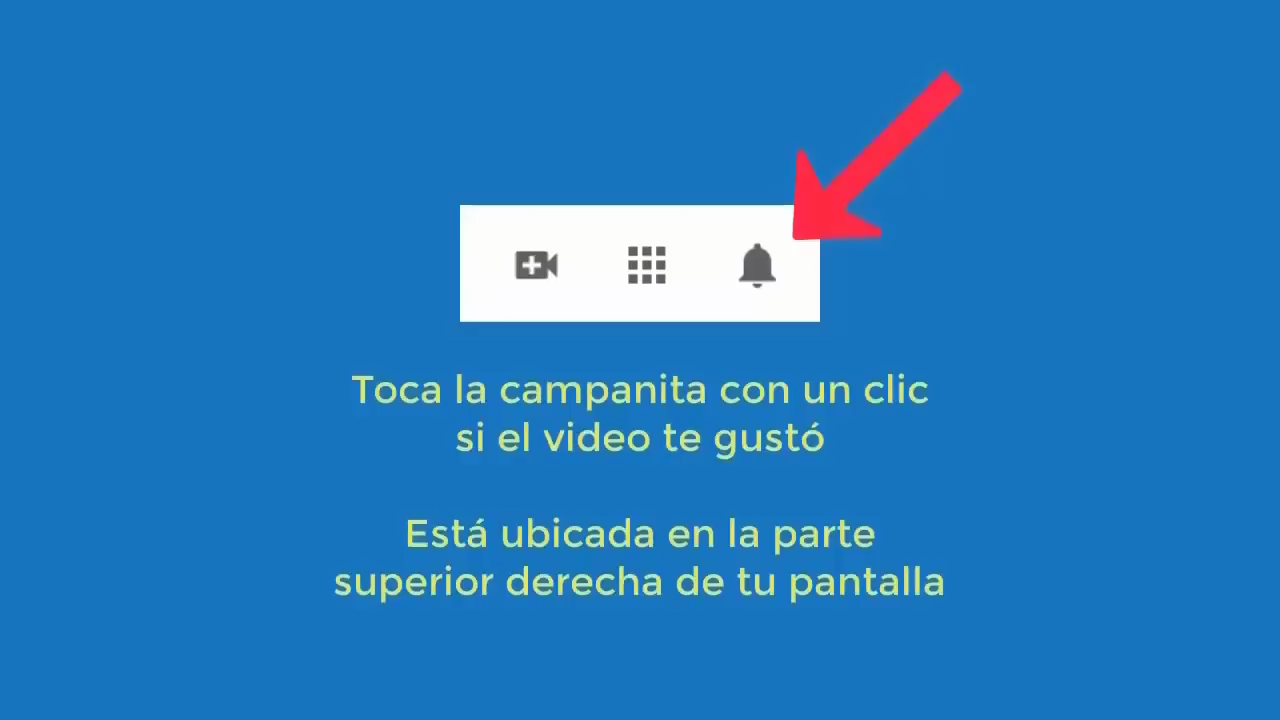 Toca la campanita con un clic
si el video te gustó
Está ubicada en la parte
superior derecha de tu pantalla